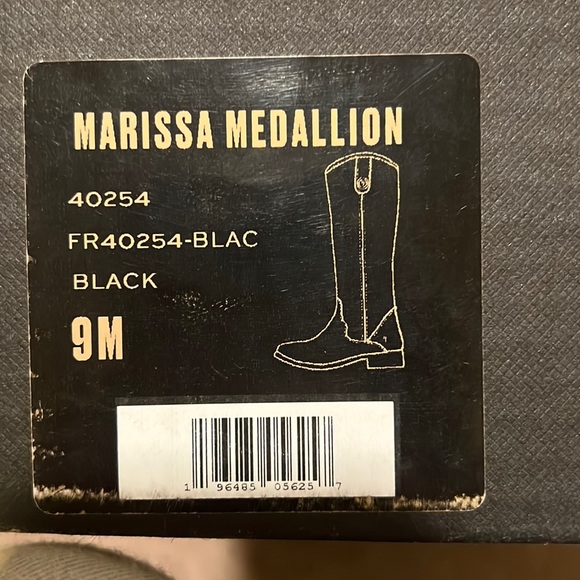 MARISSA MEDALLION
40254
FR40254-BLAC
BLACK
9M
1 96485 05625 7